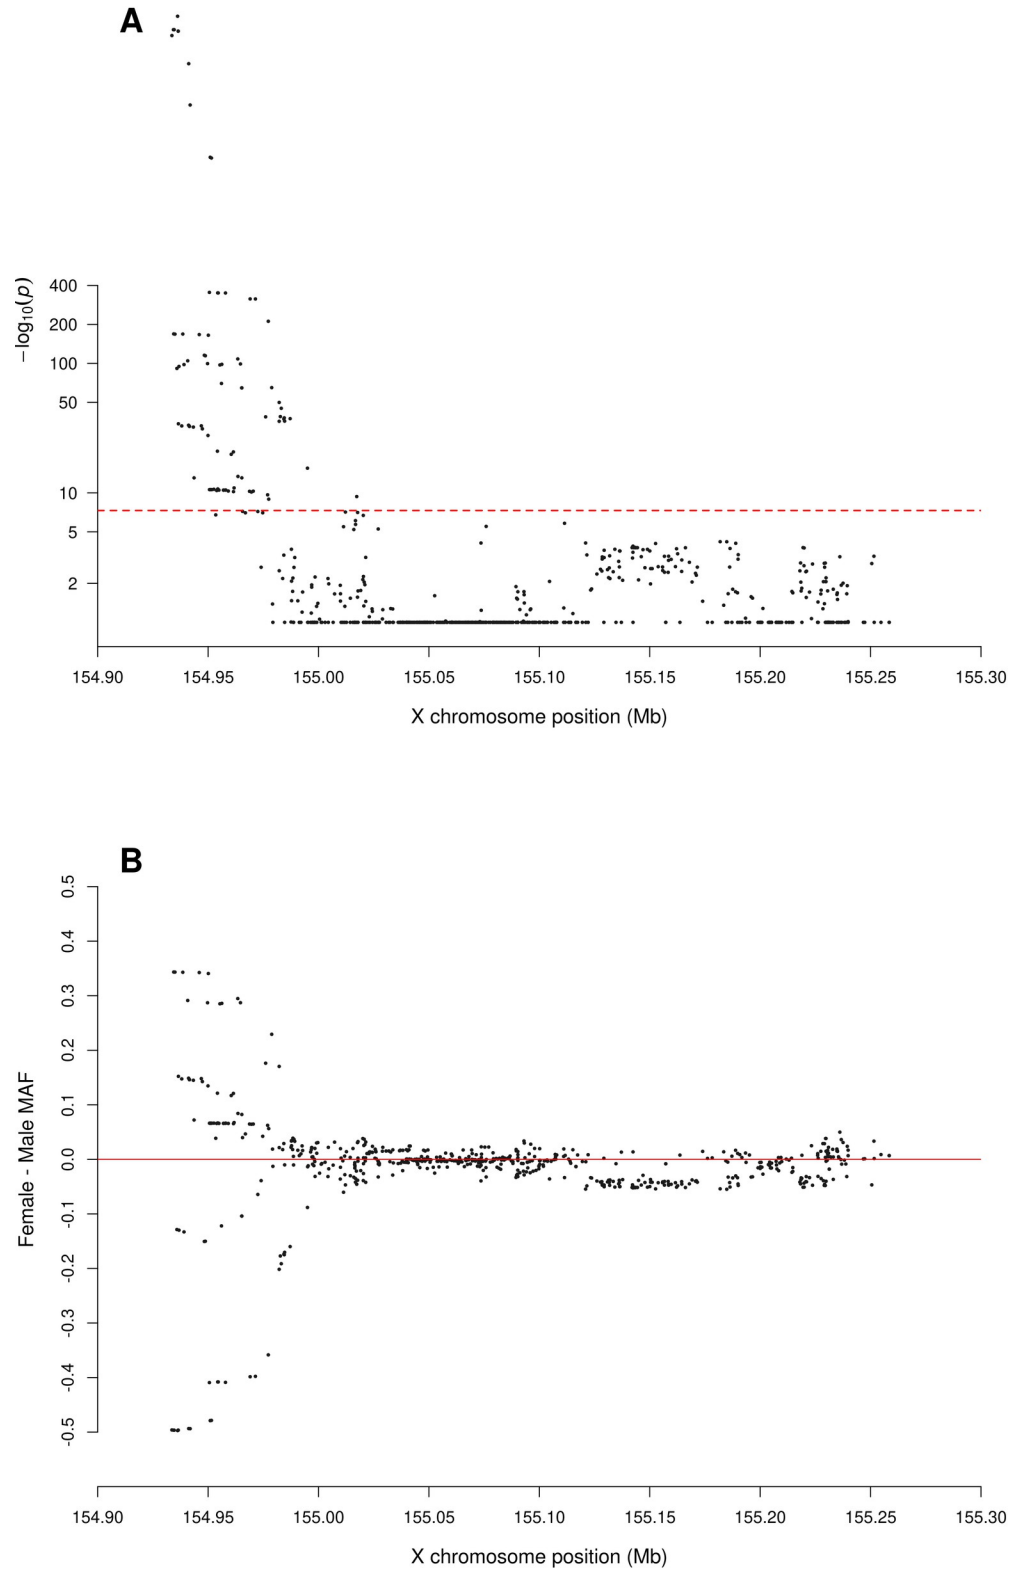 A
−log10(p)
400
200
100
50
10
5
2
154.90 154.95 155.00 155.05 155.10 155.15 155.20 155.25 155.30
X chromosome position (Mb)
B
Female - Male MAF
0.5
0.4
0.3
0.2
0.1
0.0
-0.1
-0.2
-0.3
-0.4
-0.5
154.90 154.95 155.00 155.05 155.10 155.15 155.20 155.25 155.30
X chromosome position (Mb)